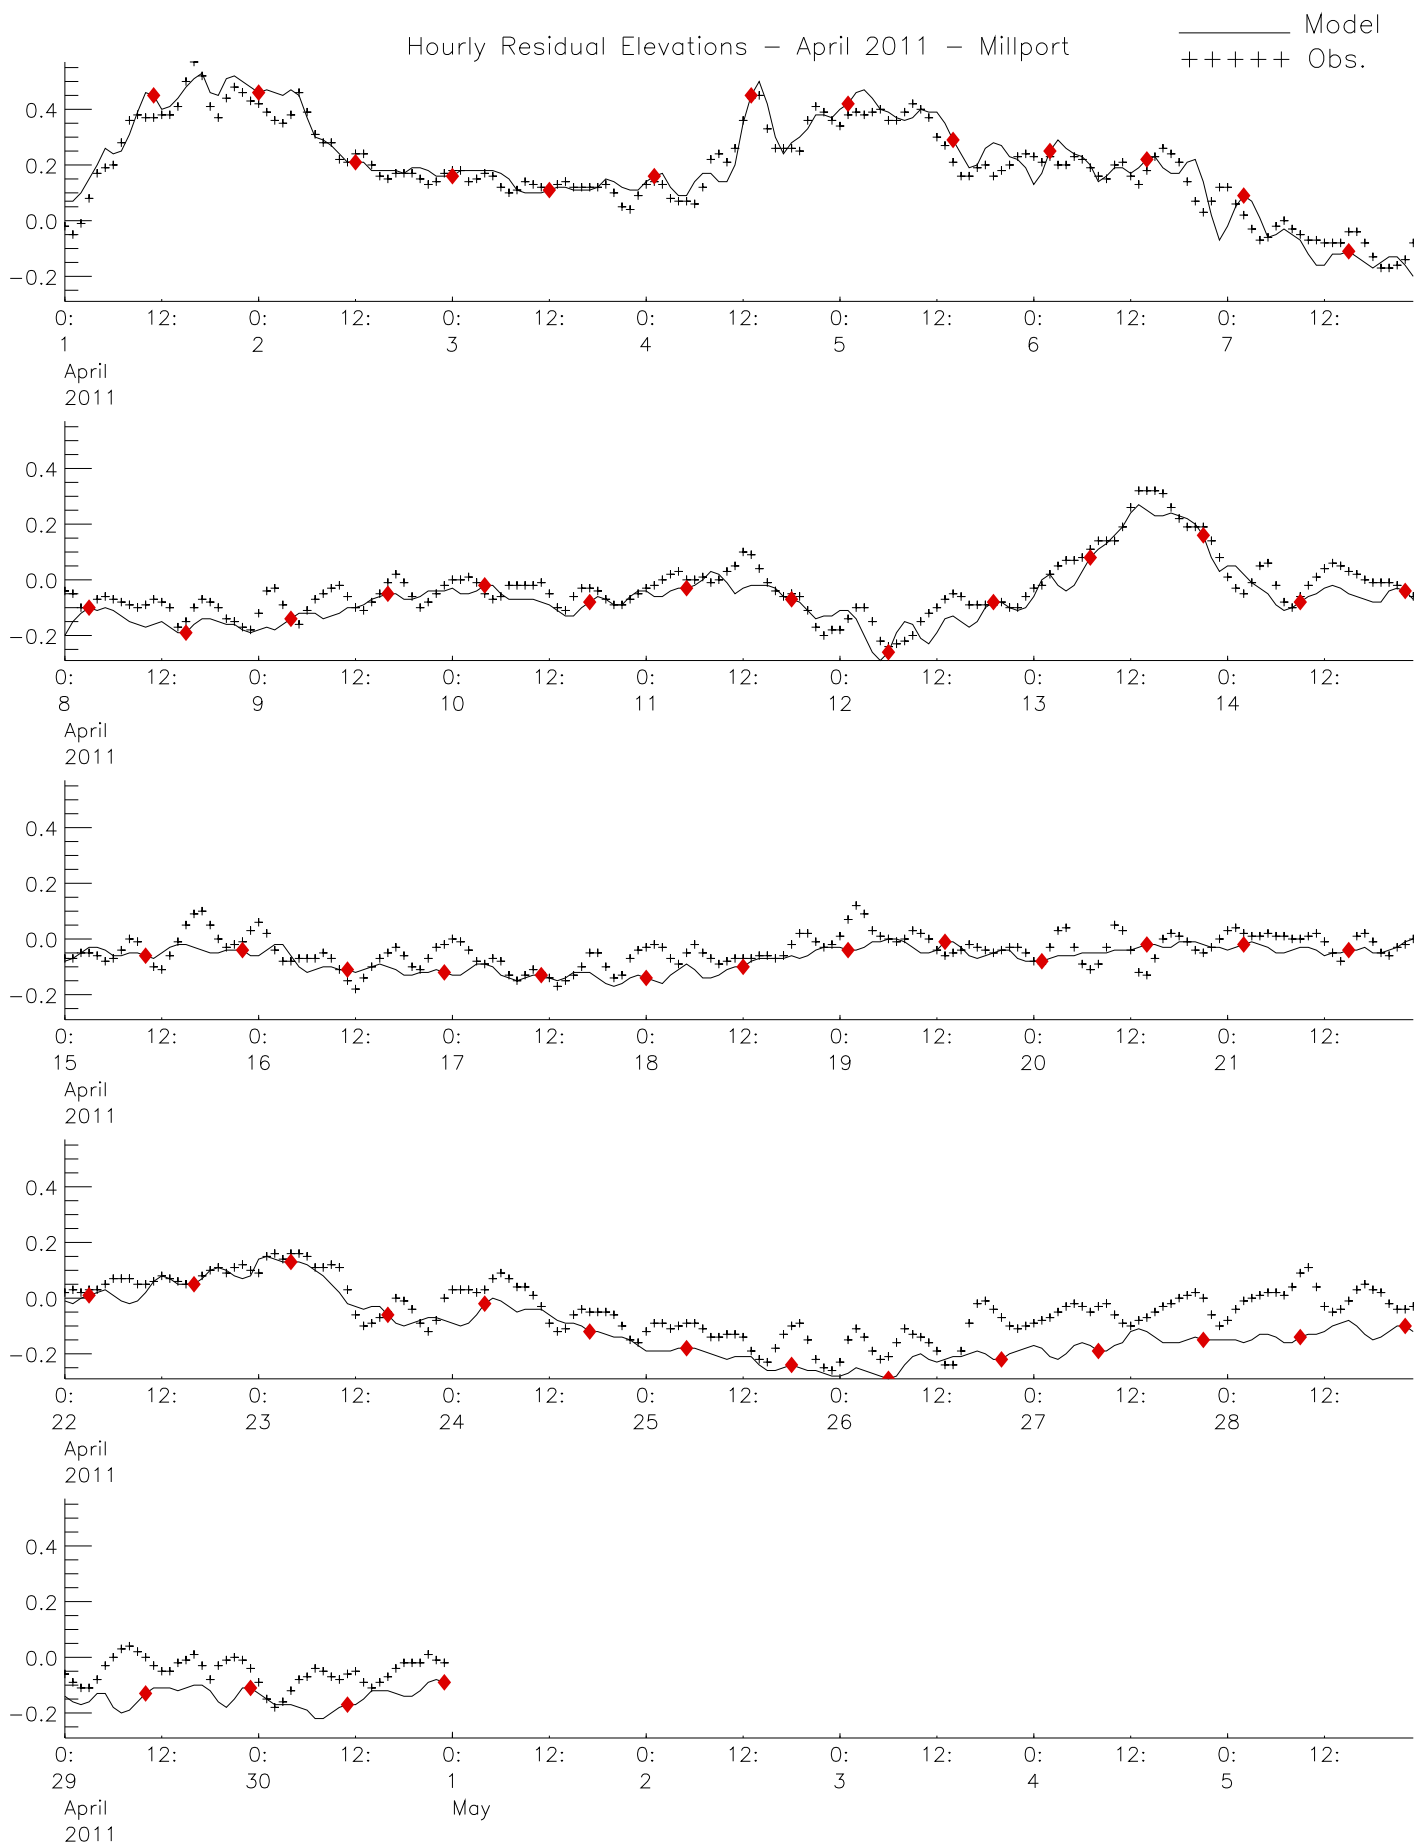 Hourly Residual Elevations – April 2011 – Millport
Model
+++++ Obs.
0.4
0.2
0.0
−0.2
0: 12: 0: 12: 0: 12: 0: 12: 0: 12: 0: 12: 0: 12:
1 2 3 4 5 6 7
April
2011
0.4
0.2
0.0
−0.2
0: 12: 0: 12: 0: 12: 0: 12: 0: 12: 0: 12: 0: 12:
8 9 10 11 12 13 14
April
2011
0.4
0.2
0.0
−0.2
0: 12: 0: 12: 0: 12: 0: 12: 0: 12: 0: 12: 0: 12:
15 16 17 18 19 20 21
April
2011
0.4
0.2
0.0
−0.2
0: 12: 0: 12: 0: 12: 0: 12: 0: 12: 0: 12: 0: 12:
22 23 24 25 26 27 28
April
2011
0.4
0.2
0.0
−0.2
0: 12: 0: 12: 0: 12: 0: 12: 0: 12: 0: 12: 0: 12:
29 30 1 2 3 4 5
April May
2011